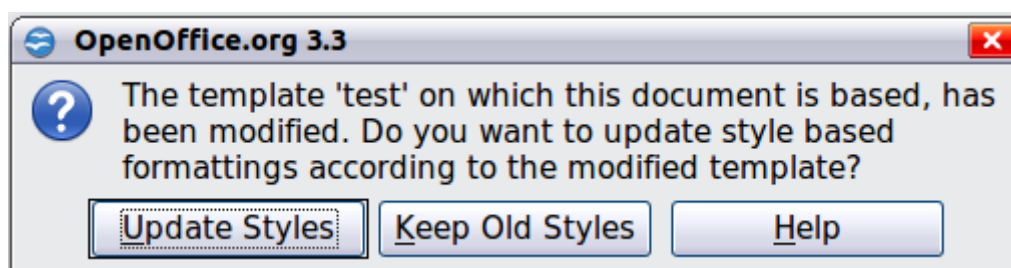 OpenOffice.org 3.3
The template 'test' on which this document is based, has
been modified. Do you want to update style based
formattings according to the modified template?
Update Styles Keep Old Styles Help